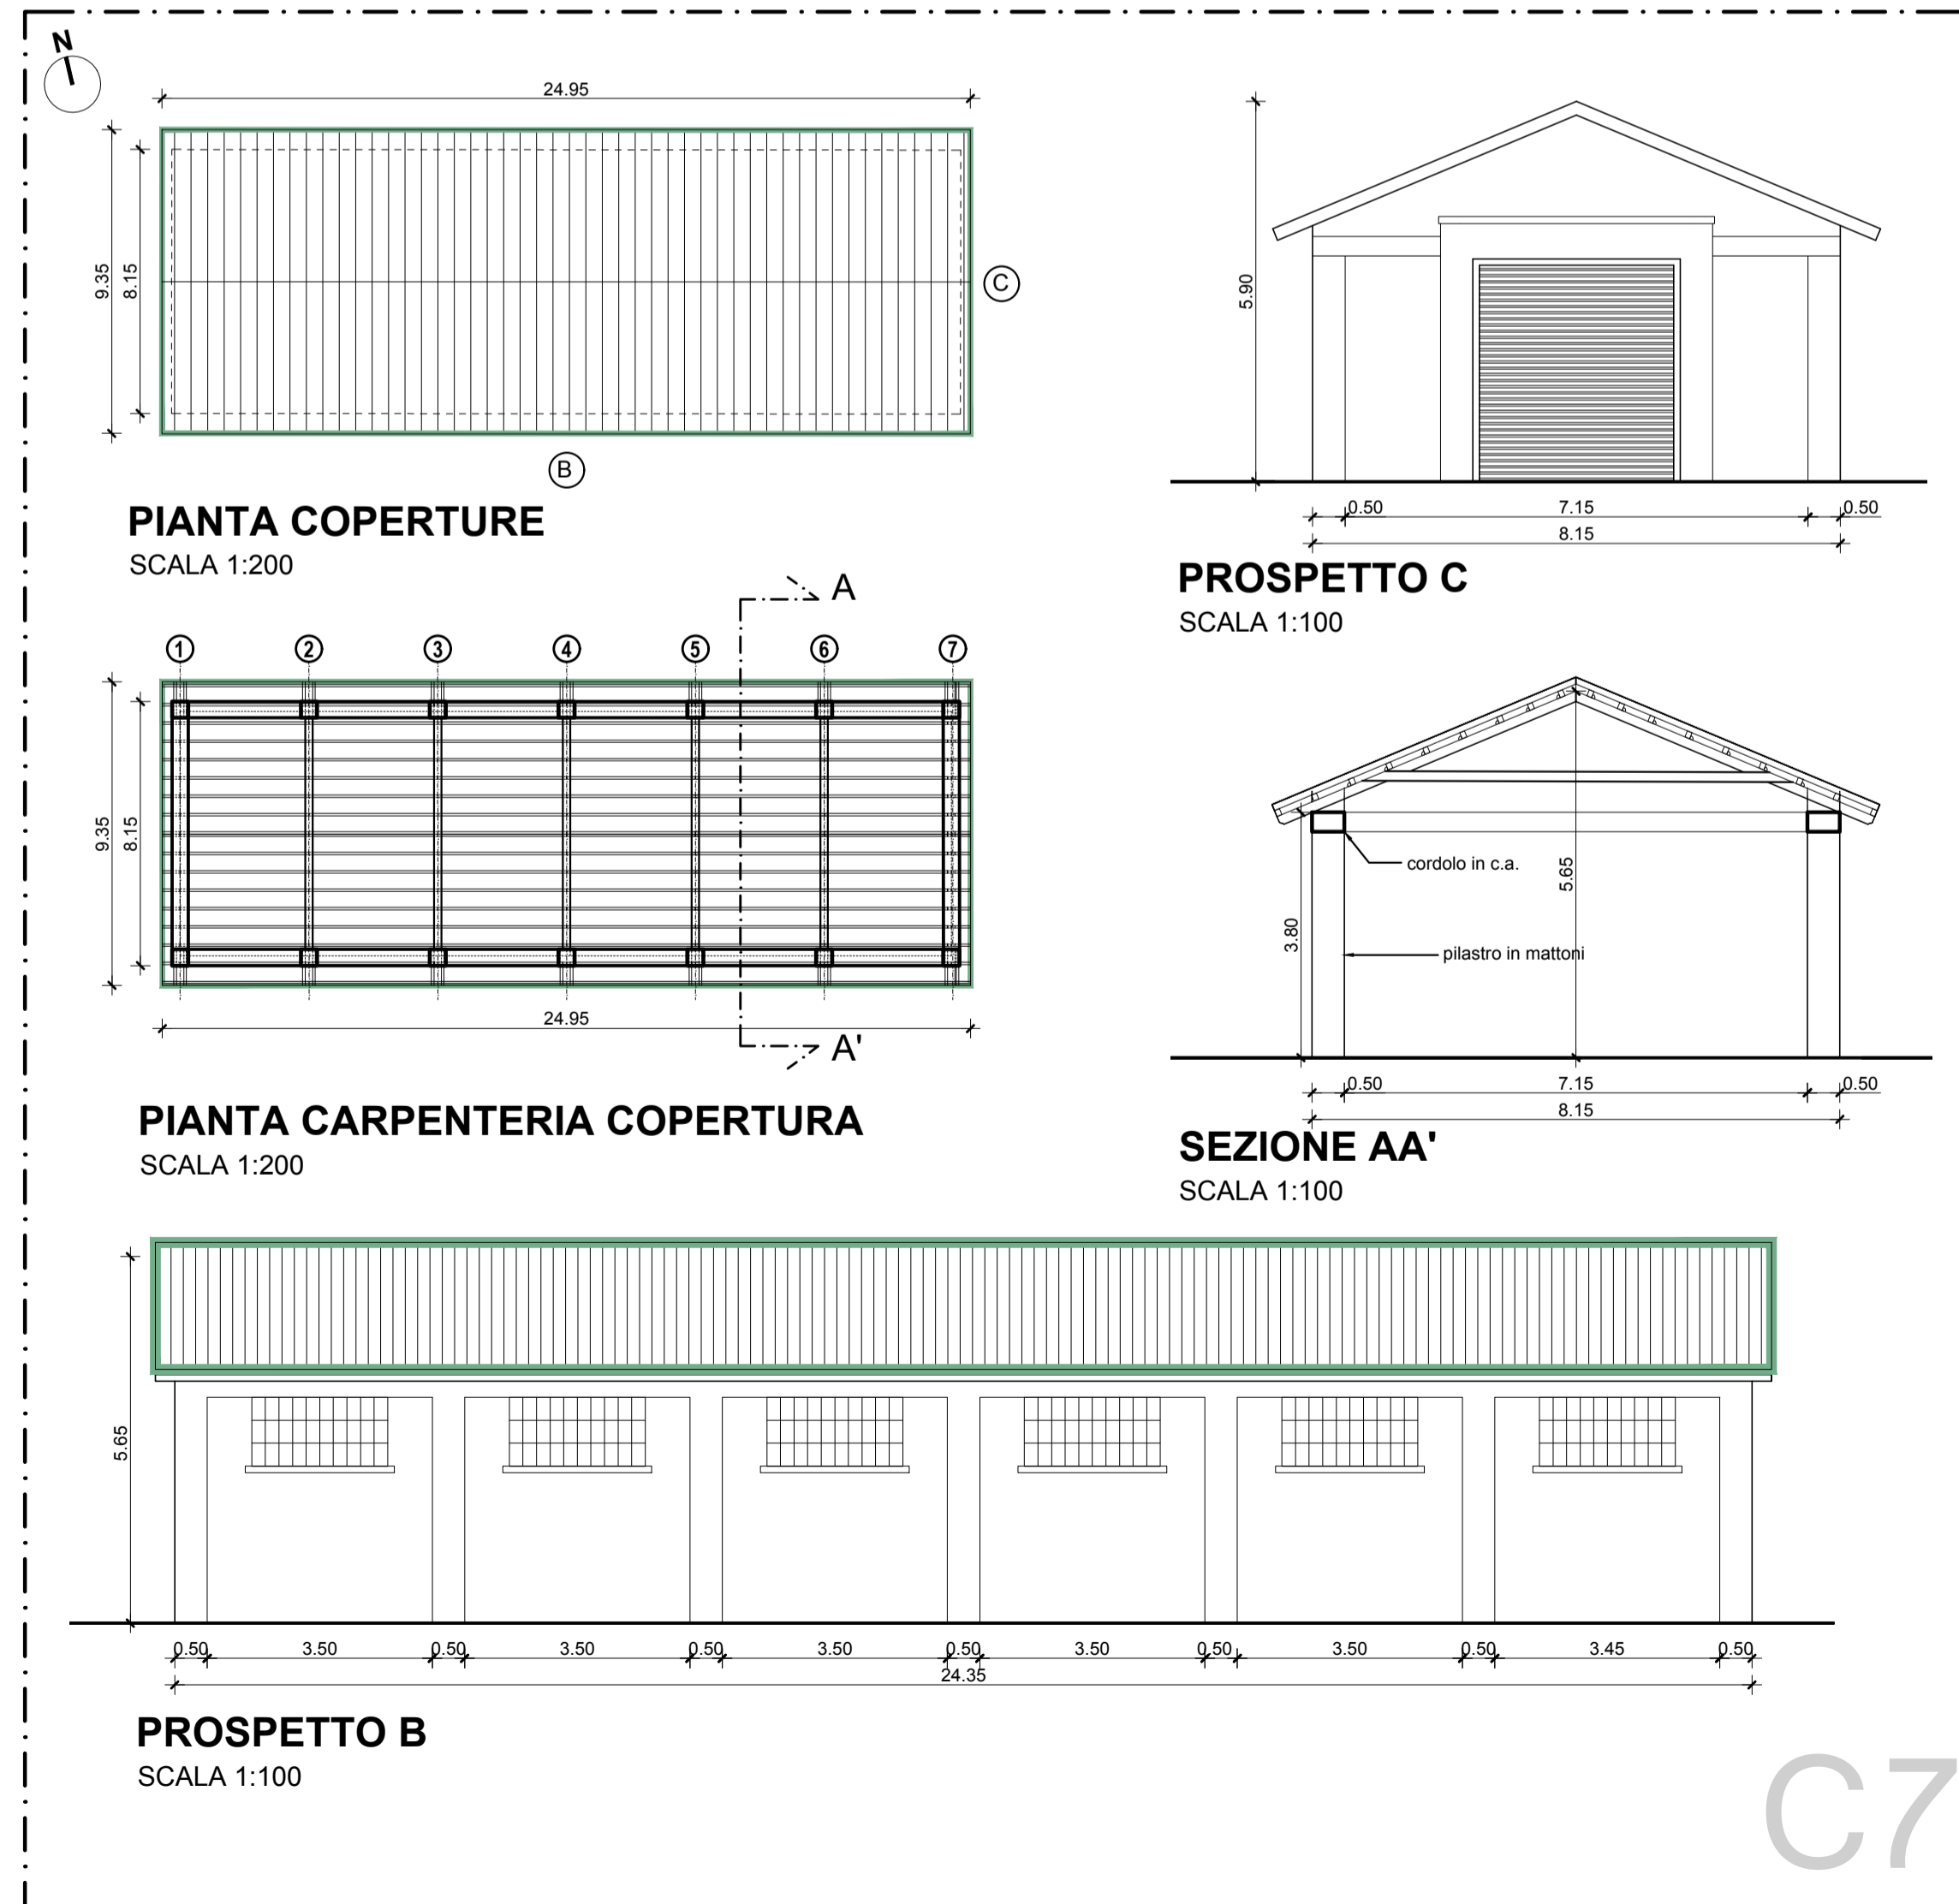 N
24.95
9.35
8.15
C
B
PIANTA COPERTURE
SCALA 1:200
5.90
0.50 7.15 0.50
8.15
PROSPETTO C
SCALA 1:100
A
1 2 3 4 5 6 7
9.35
8.15
24.95
A'
PIANTA CARPENTERIA COPERTURA
SCALA 1:200
cordolo in c.a.
5.65
3.80
pilastro in mattoni
0.50 7.15 0.50
8.15
SEZIONE AA'
SCALA 1:100
5.65
0.50 3.50 0.50 3.50 0.50 3.50 0.50 3.50 0.50 3.50 0.50 3.45 0.50
24.35
PROSPETTO B
SCALA 1:100
C7